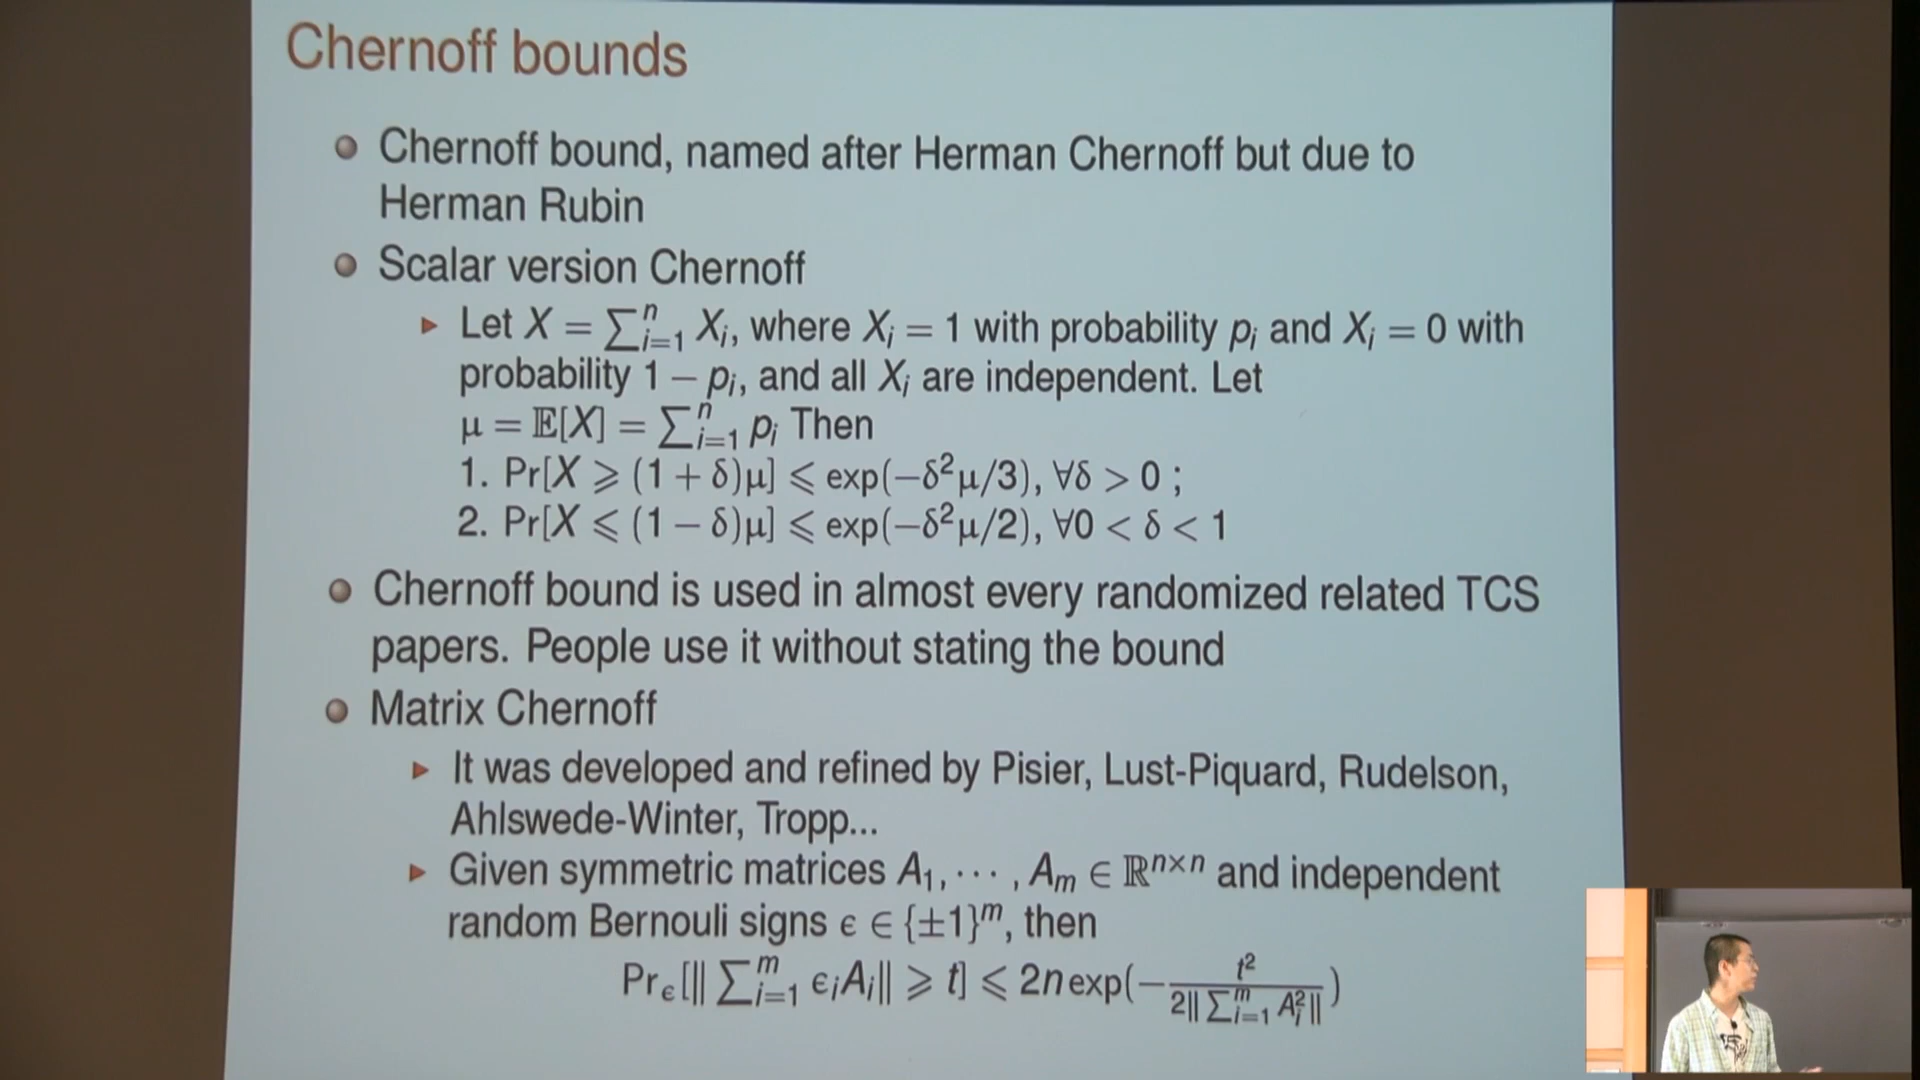 Chernoff bounds
Chernoff bound, named after Herman Chernoff but due to
Herman Rubin
Scalar version Chernoff
Let X = ∑ⁿᵢ₌₁ Xᵢ, where Xᵢ = 1 with probability pᵢ and Xᵢ = 0 with
probability 1 − pᵢ, and all Xᵢ are independent. Let
μ = 𝔼[X] = ∑ⁿᵢ₌₁ pᵢ Then
1. Pr[X ⩾ (1 + δ)μ] ⩽ exp(−δ²μ/3), ∀δ > 0 ;
2. Pr[X ⩽ (1 − δ)μ] ⩽ exp(−δ²μ/2), ∀0 < δ < 1
Chernoff bound is used in almost every randomized related TCS
papers. People use it without stating the bound
Matrix Chernoff
It was developed and refined by Pisier, Lust-Piquard, Rudelson,
Ahlswede-Winter, Tropp...
Given symmetric matrices A₁, ⋯ , Aₘ ∈ ℝⁿˣⁿ and independent
random Bernouli signs ϵ ∈ {±1}ᵐ, then
Prϵ[‖ ∑ᵐᵢ₌₁ ϵᵢAᵢ‖ ⩾ t] ⩽ 2n exp(− t² / 2‖ ∑ᵐᵢ₌₁ Aᵢ²‖ )